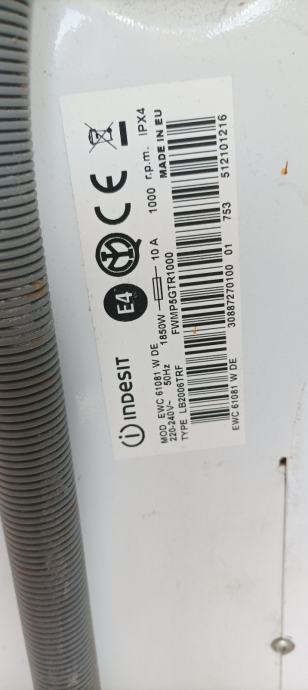 indesit E4 CE
MOD EWC 61081 W DE 1000 r.p.m. IPX4
220-240V~ 50Hz 1850W 10 A MADE IN EU
TYPE LB2006TRF FWMP5GTR1000
30887270100 01 753 512101216
EWC 61081 W DE